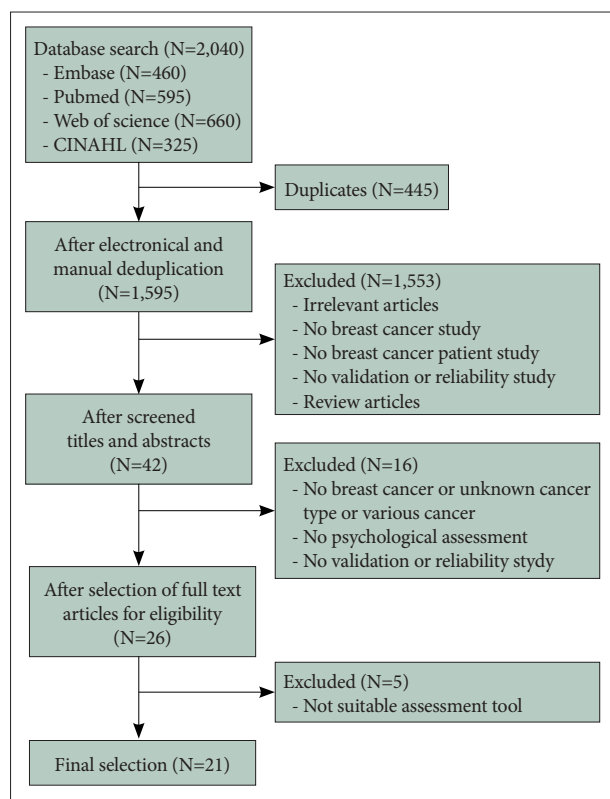 Database search (N=2,040)
- Embase (N=460)
- Pubmed (N=595)
- Web of science (N=660)
- CINAHL (N=325)
Duplicates (N=445)
After electronical and
manual deduplication
(N=1,595)
Excluded (N=1,553)
- Irrelevant articles
- No breast cancer study
- No breast cancer patient study
- No validation or reliability study
- Review articles
After screened
titles and abstracts
(N=42)
Excluded (N=16)
- No breast cancer or unknown cancer
type or various cancer
- No psychological assessment
- No validation or reliability stydy
After selection of full text
articles for eligibility
(N=26)
Excluded (N=5)
- Not suitable assessment tool
Final selection (N=21)